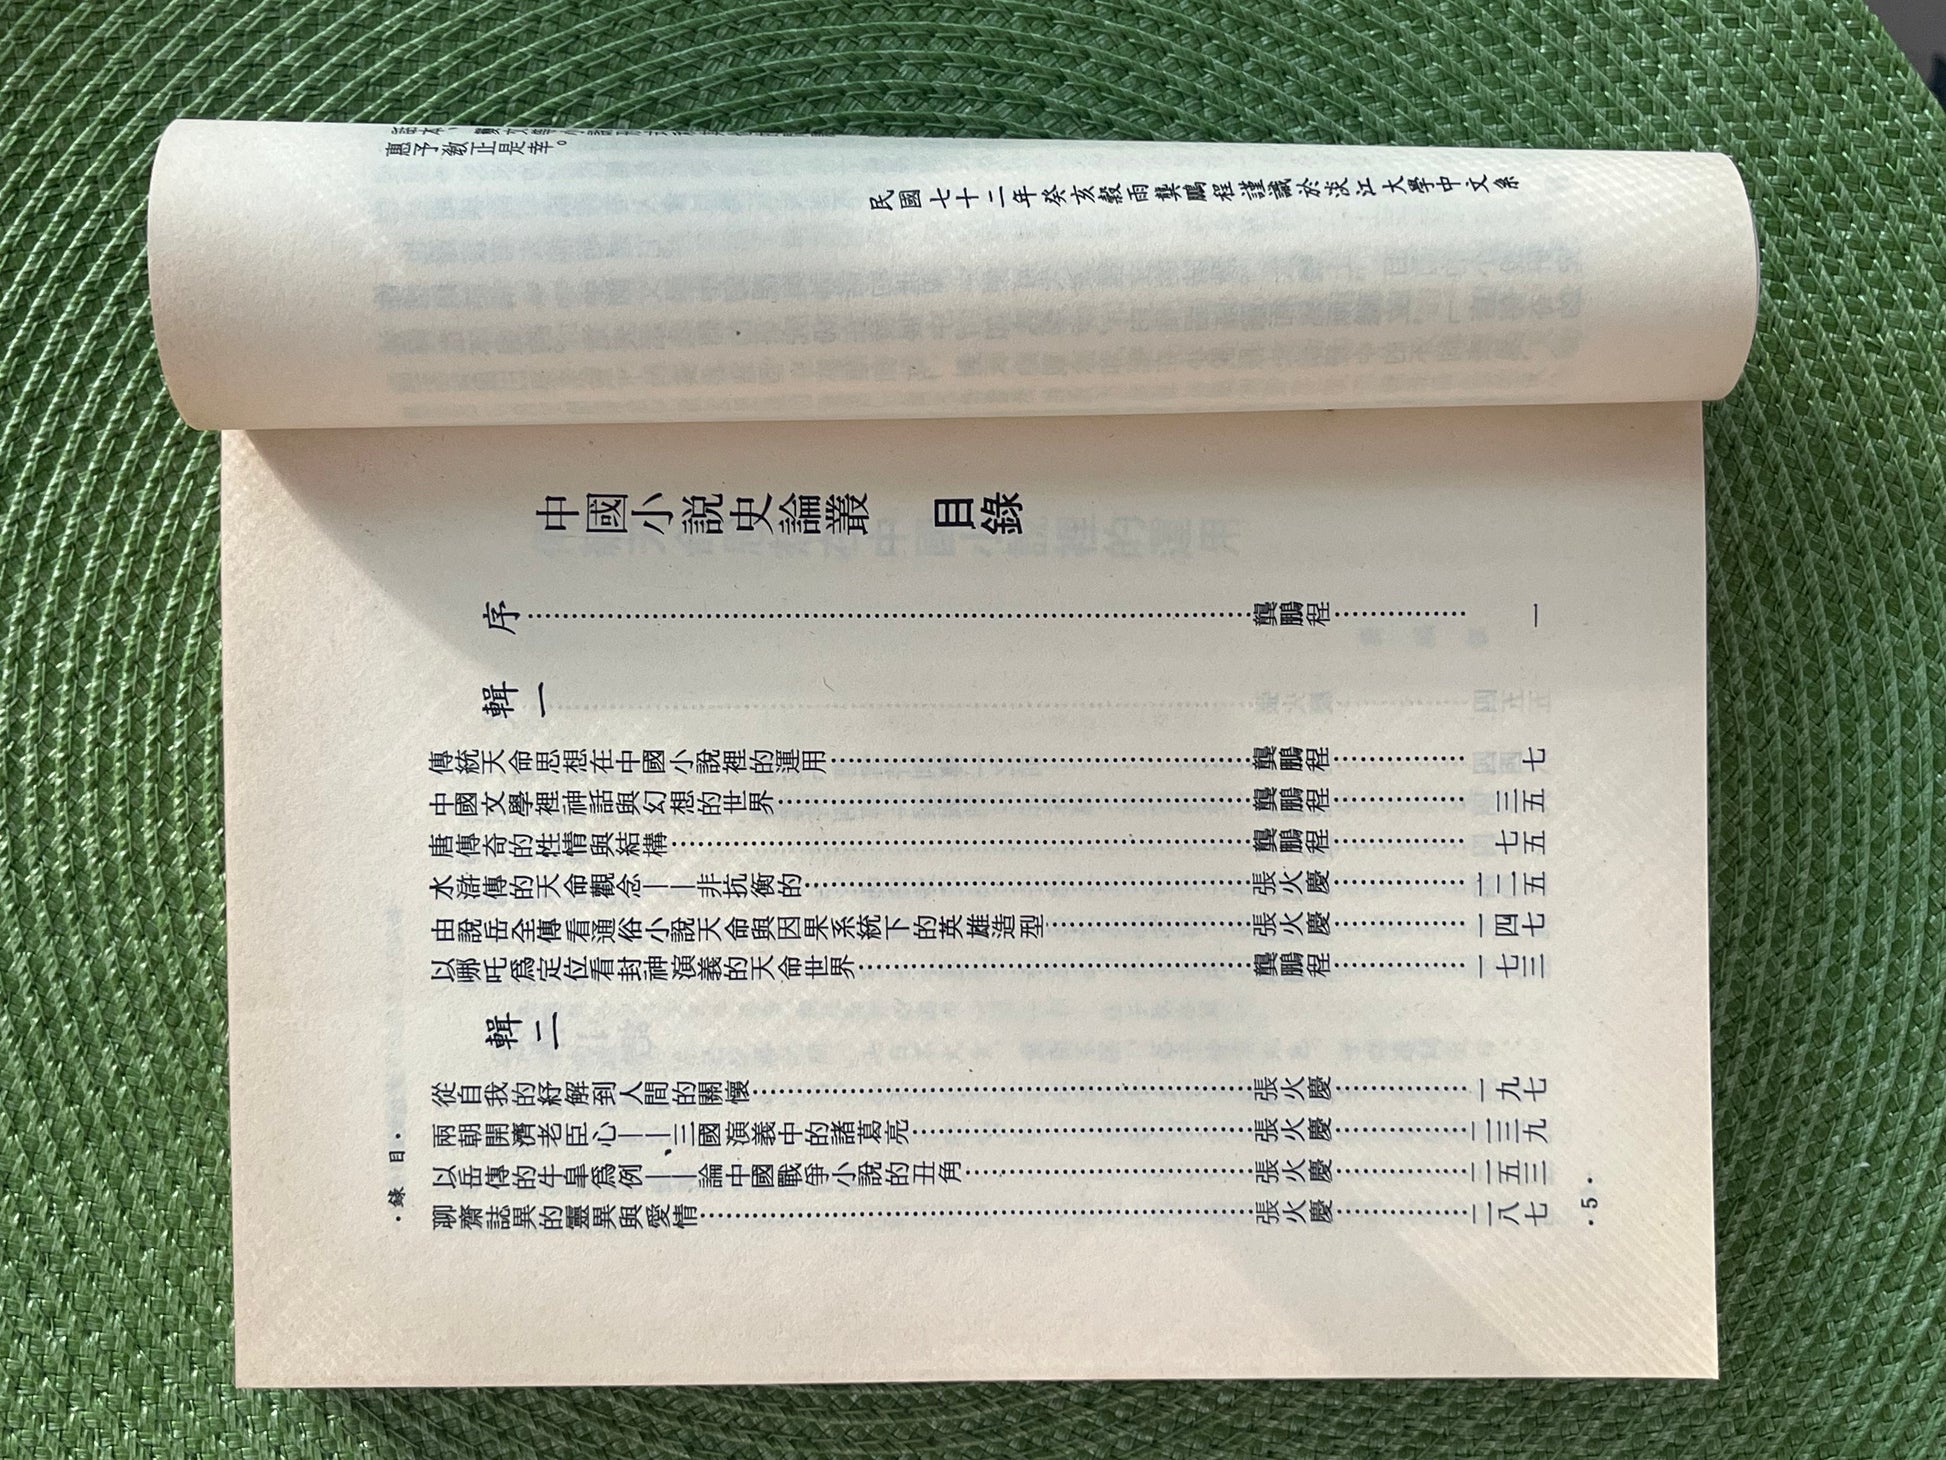 惠予教正是幸。
民國七十二年癸亥穀雨龔鵬程謹識於淡江大學中文系
中國小説史論叢 目錄
序……龔鵬程……一
輯一
傳統天命思想在中國小說裡的運用……龔鵬程……七
中國文學裡神話與幻想的世界……龔鵬程……三五
唐傳奇的性情與結構……龔鵬程……七五
水滸傳的天命觀念——非抗衡的……張火慶……一二五
由說岳全傳看通俗小說天命與因果系統下的英雄造型……張火慶……一四七
以哪吒爲定位看封神演義的天命世界……龔鵬程……一七三
輯二
從自我的紓解到人間的關懷……張火慶……一九七
兩朝開濟老臣心——三國演義中的諸葛亮……張火慶……二三九
以岳傳的牛皐爲例——論中國戰爭小說的丑角……張火慶……二五三
聊齋誌異的靈異與愛情……張火慶……二八七
·錄 目·
·5·